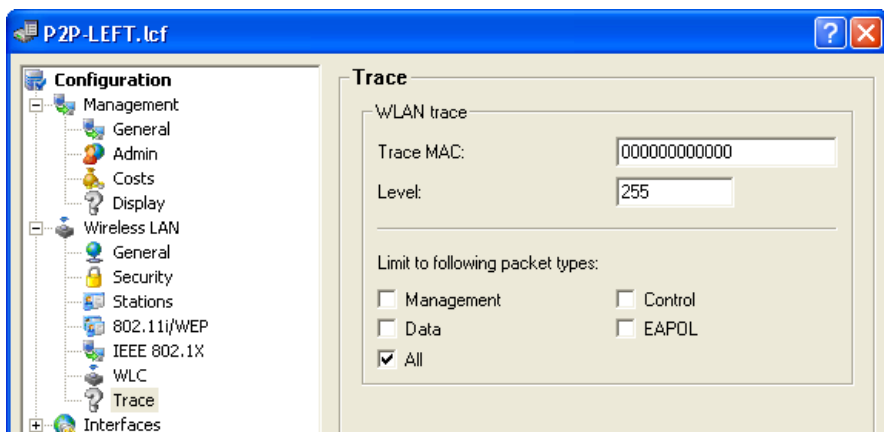 P2P-LEFT.lcf
Configuration
Management
General
Admin
Costs
Display
Wireless LAN
General
Security
Stations
802.11i/WEP
IEEE 802.1X
WLC
Trace
Interfaces
Trace
WLAN trace
Trace MAC: 000000000000
Level: 255
Limit to following packet types:
Management Control
Data EAPOL
All